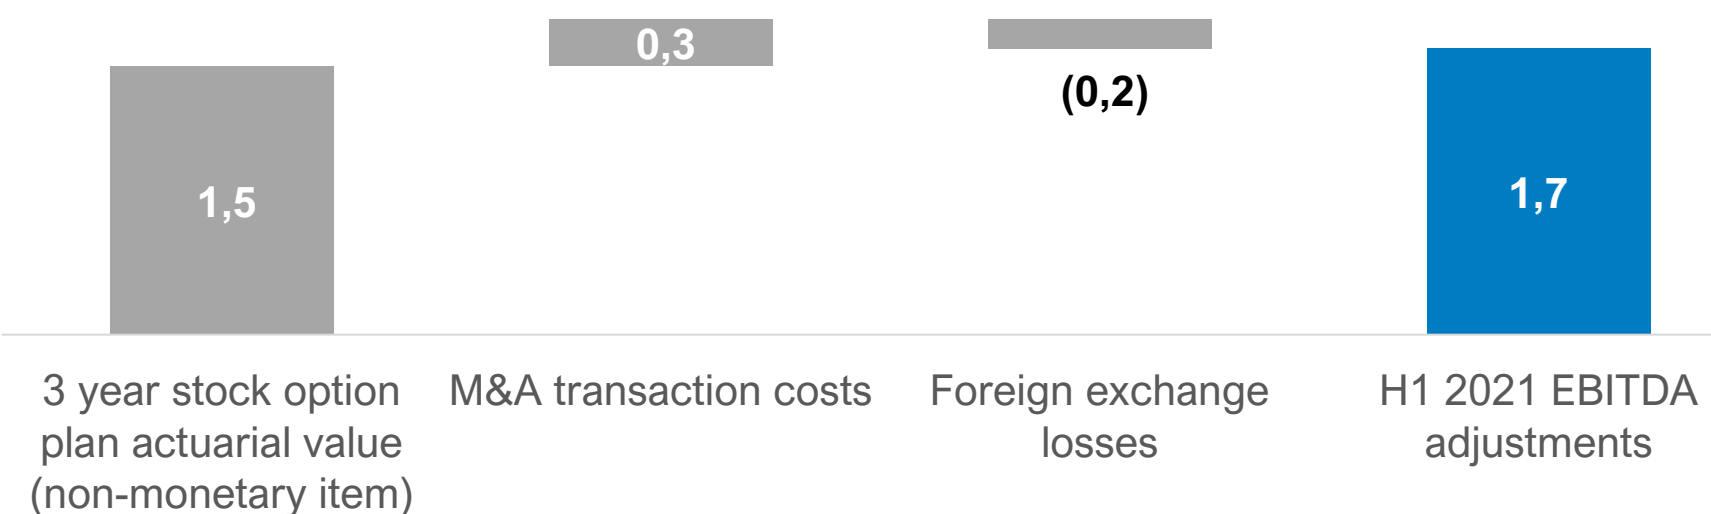 0,3
(0,2)
1,5
1,7
3 year stock option
plan actuarial value
(non-monetary item)
M&A transaction costs
Foreign exchange
losses
H1 2021 EBITDA
adjustments